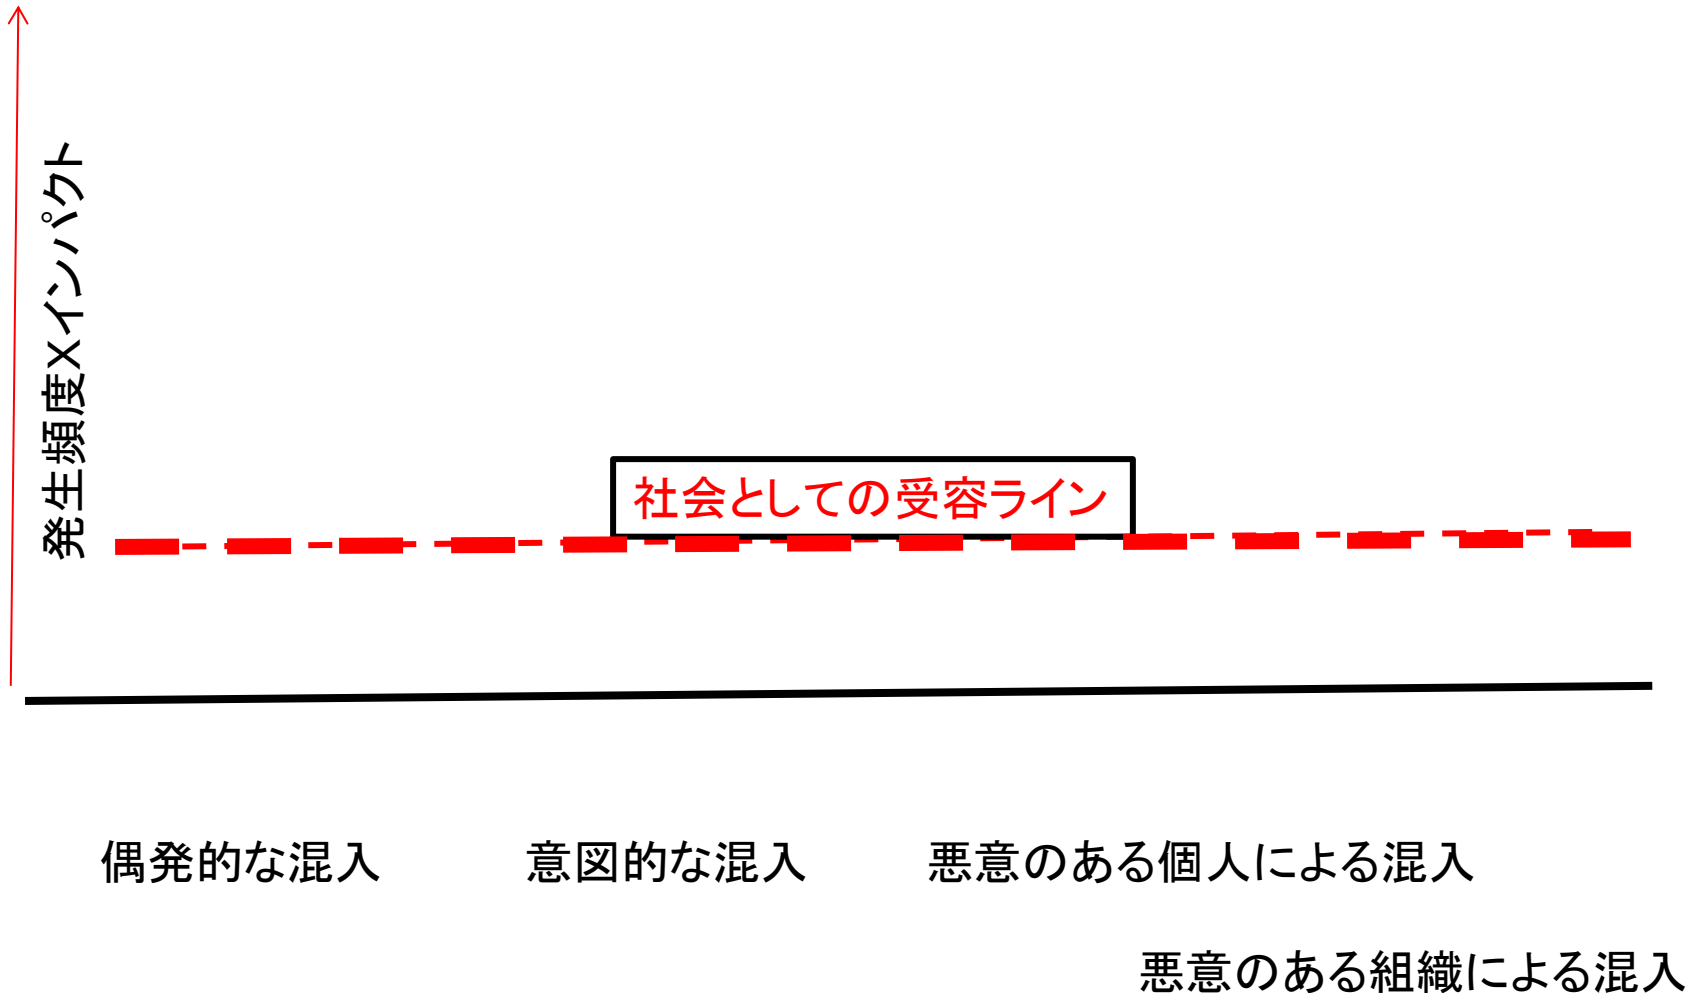 発生頻度×インパクト
社会としての受容ライン
偶発的な混入
意図的な混入
悪意のある個人による混入
悪意のある組織による混入